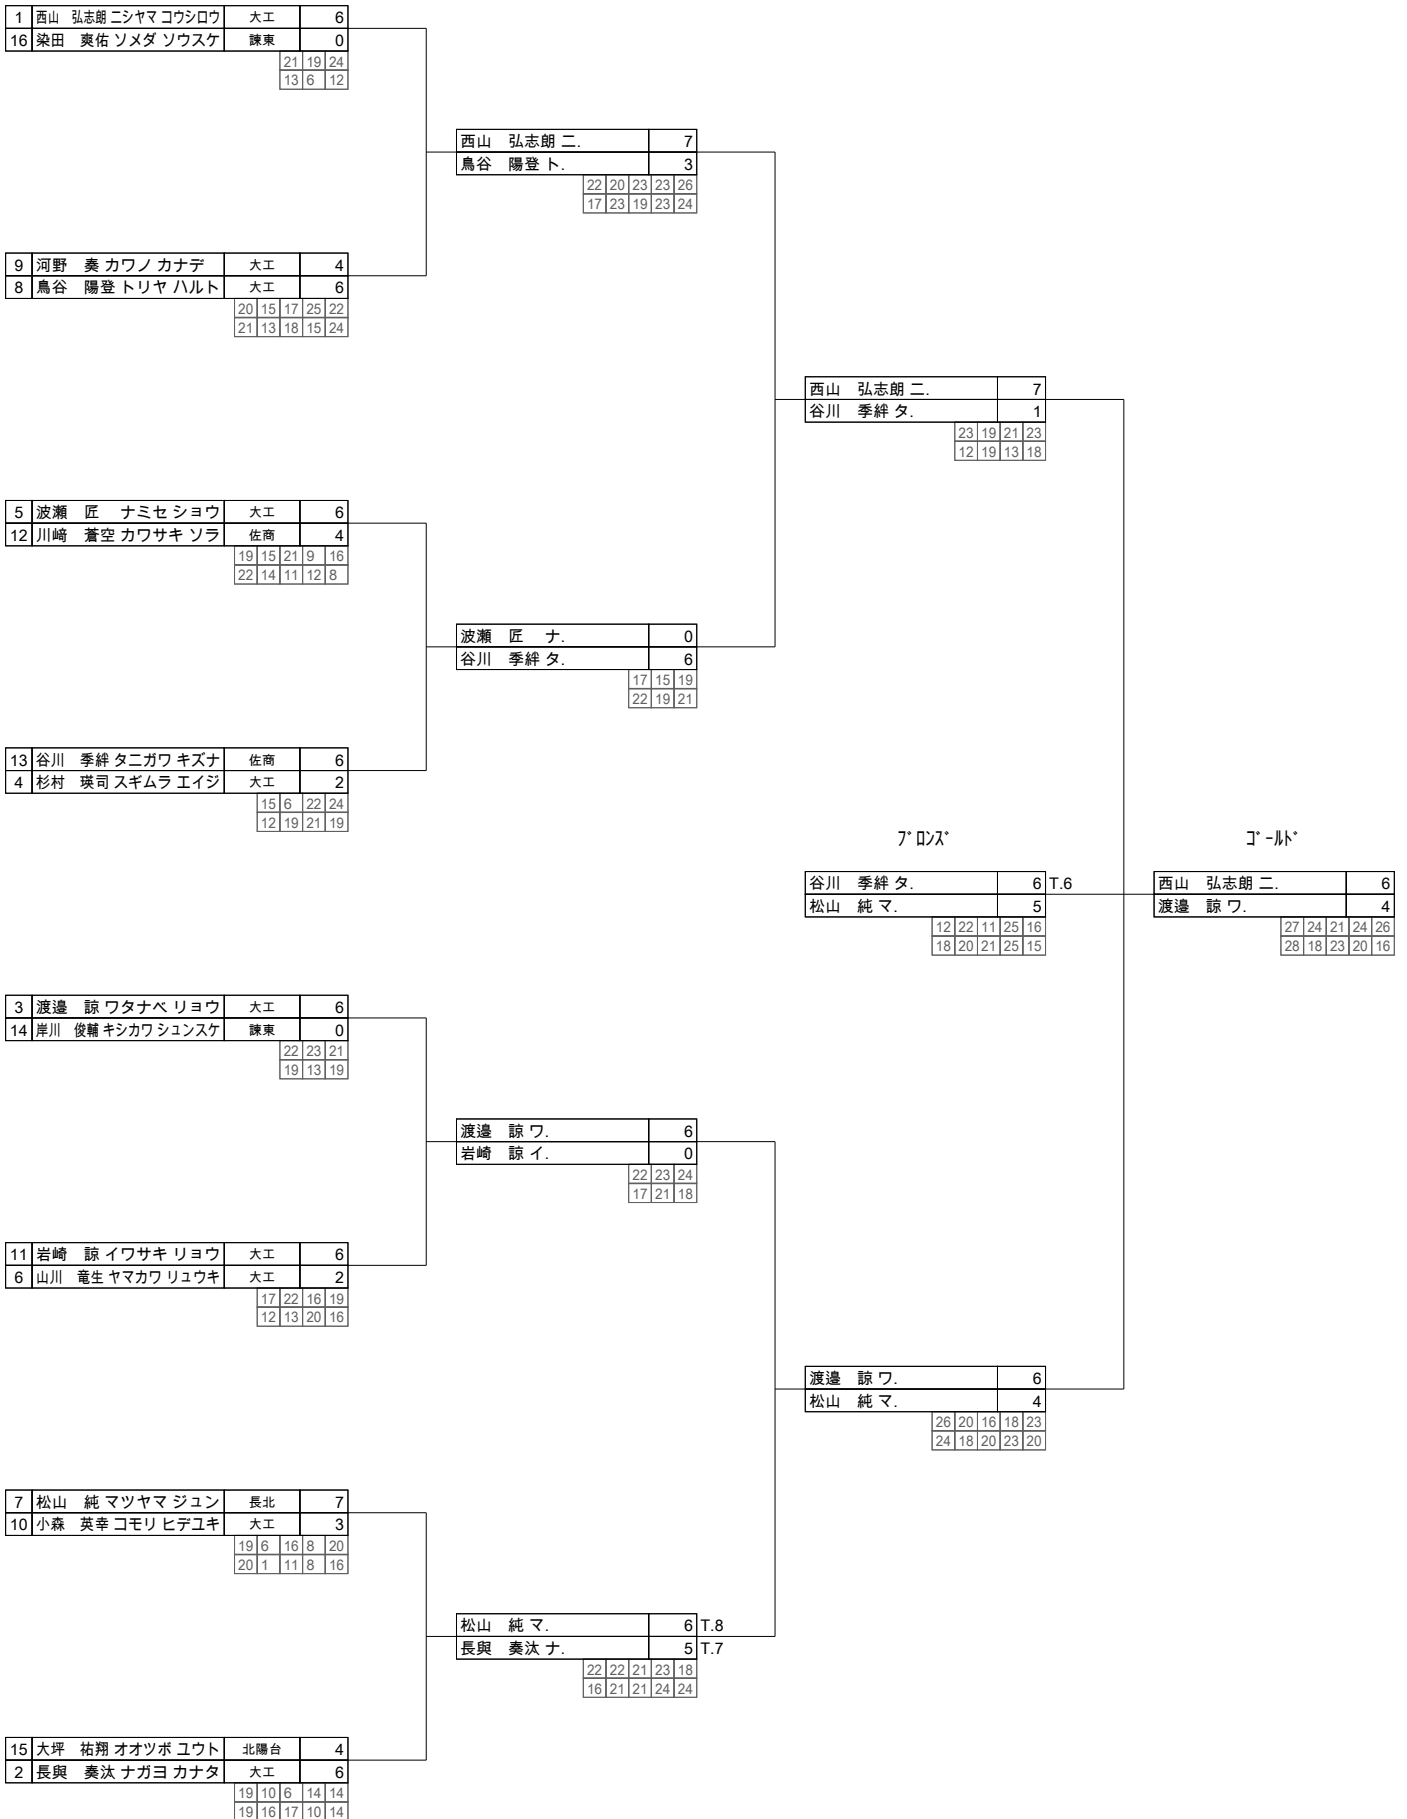 1 西山　弘志朗 ニシヤマ コウシロウ 大工 6
16 染田　爽佑 ソメダ ソウスケ 諫東 0
21 19 24
13 6 12
西山　弘志朗 ニ. 7
鳥谷　陽登 ト. 3
22 20 23 23 26
17 23 19 23 24
9 河野　奏 カワノ カナデ 大工 4
8 鳥谷　陽登 トリヤ ハルト 大工 6
20 15 17 25 22
21 13 18 15 24
西山　弘志朗 ニ. 7
谷川　季絆 タ. 1
23 19 21 23
12 19 13 18
5 波瀬　匠　ナミセ ショウ 大工 6
12 川﨑　蒼空 カワサキ ソラ 佐商 4
19 15 21 9 16
22 14 11 12 8
波瀬　匠　ナ. 0
谷川　季絆 タ. 6
17 15 19
22 19 21
13 谷川　季絆 タニガワ キズナ 佐商 6
4 杉村　瑛司 スギムラ エイジ 大工 2
15 6 22 24
12 19 21 19
ﾌﾞﾛﾝｽﾞ ｺﾞｰﾙﾄﾞ
谷川　季絆 タ. 6 T.6
松山　純 マ. 5
12 22 11 25 16
18 20 21 25 15
西山　弘志朗 ニ. 6
渡邉　諒 ワ. 4
27 24 21 24 26
28 18 23 20 16
3 渡邉　諒 ワタナベ リョウ 大工 6
14 岸川　俊輔 キシカワ シュンスケ 諫東 0
22 23 21
19 13 19
渡邉　諒 ワ. 6
岩崎　諒 イ. 0
22 23 24
17 21 18
11 岩崎　諒 イワサキ リョウ 大工 6
6 山川　竜生 ヤマカワ リュウキ 大工 2
17 22 16 19
12 13 20 16
渡邉　諒 ワ. 6
松山　純 マ. 4
26 20 16 18 23
24 18 20 23 20
7 松山　純 マツヤマ ジュン 長北 7
10 小森　英幸 コモリ ヒデユキ 大工 3
19 6 16 8 20
20 1 11 8 16
松山　純 マ. 6 T.8
長與　奏汰 ナ. 5 T.7
22 22 21 23 18
16 21 21 24 24
15 大坪　祐翔 オオツボ ユウト 北陽台 4
2 長與　奏汰 ナガヨ カナタ 大工 6
19 10 6 14 14
19 16 17 10 14